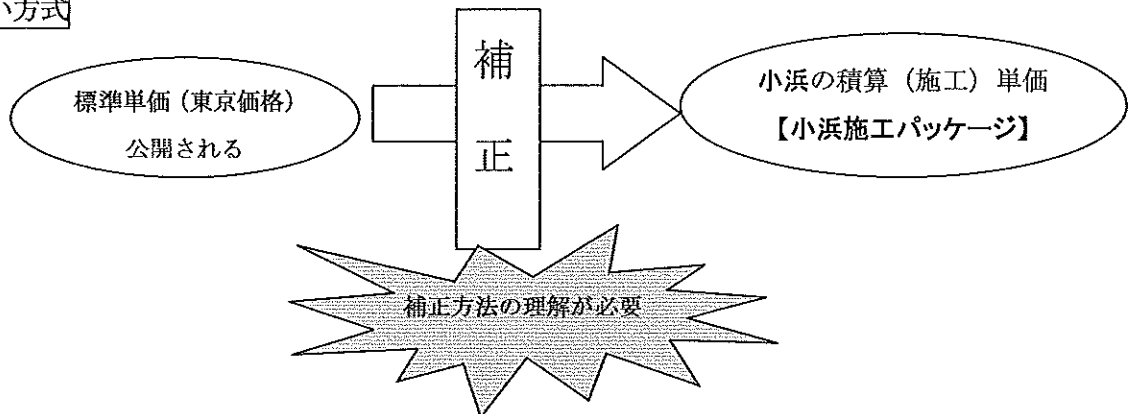 い方式
標準単価（東京価格）
公開される
補
正
小浜の積算（施工）単価
【小浜施工パッケージ】
補正方法の理解が必要